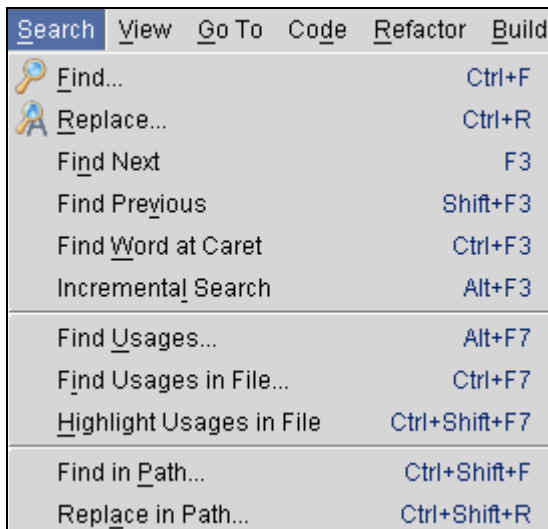 Search View Go To Code Refactor Build
Find... Ctrl+F
Replace... Ctrl+R
Find Next F3
Find Previous Shift+F3
Find Word at Caret Ctrl+F3
Incremental Search Alt+F3
Find Usages... Alt+F7
Find Usages in File... Ctrl+F7
Highlight Usages in File Ctrl+Shift+F7
Find in Path... Ctrl+Shift+F
Replace in Path... Ctrl+Shift+R